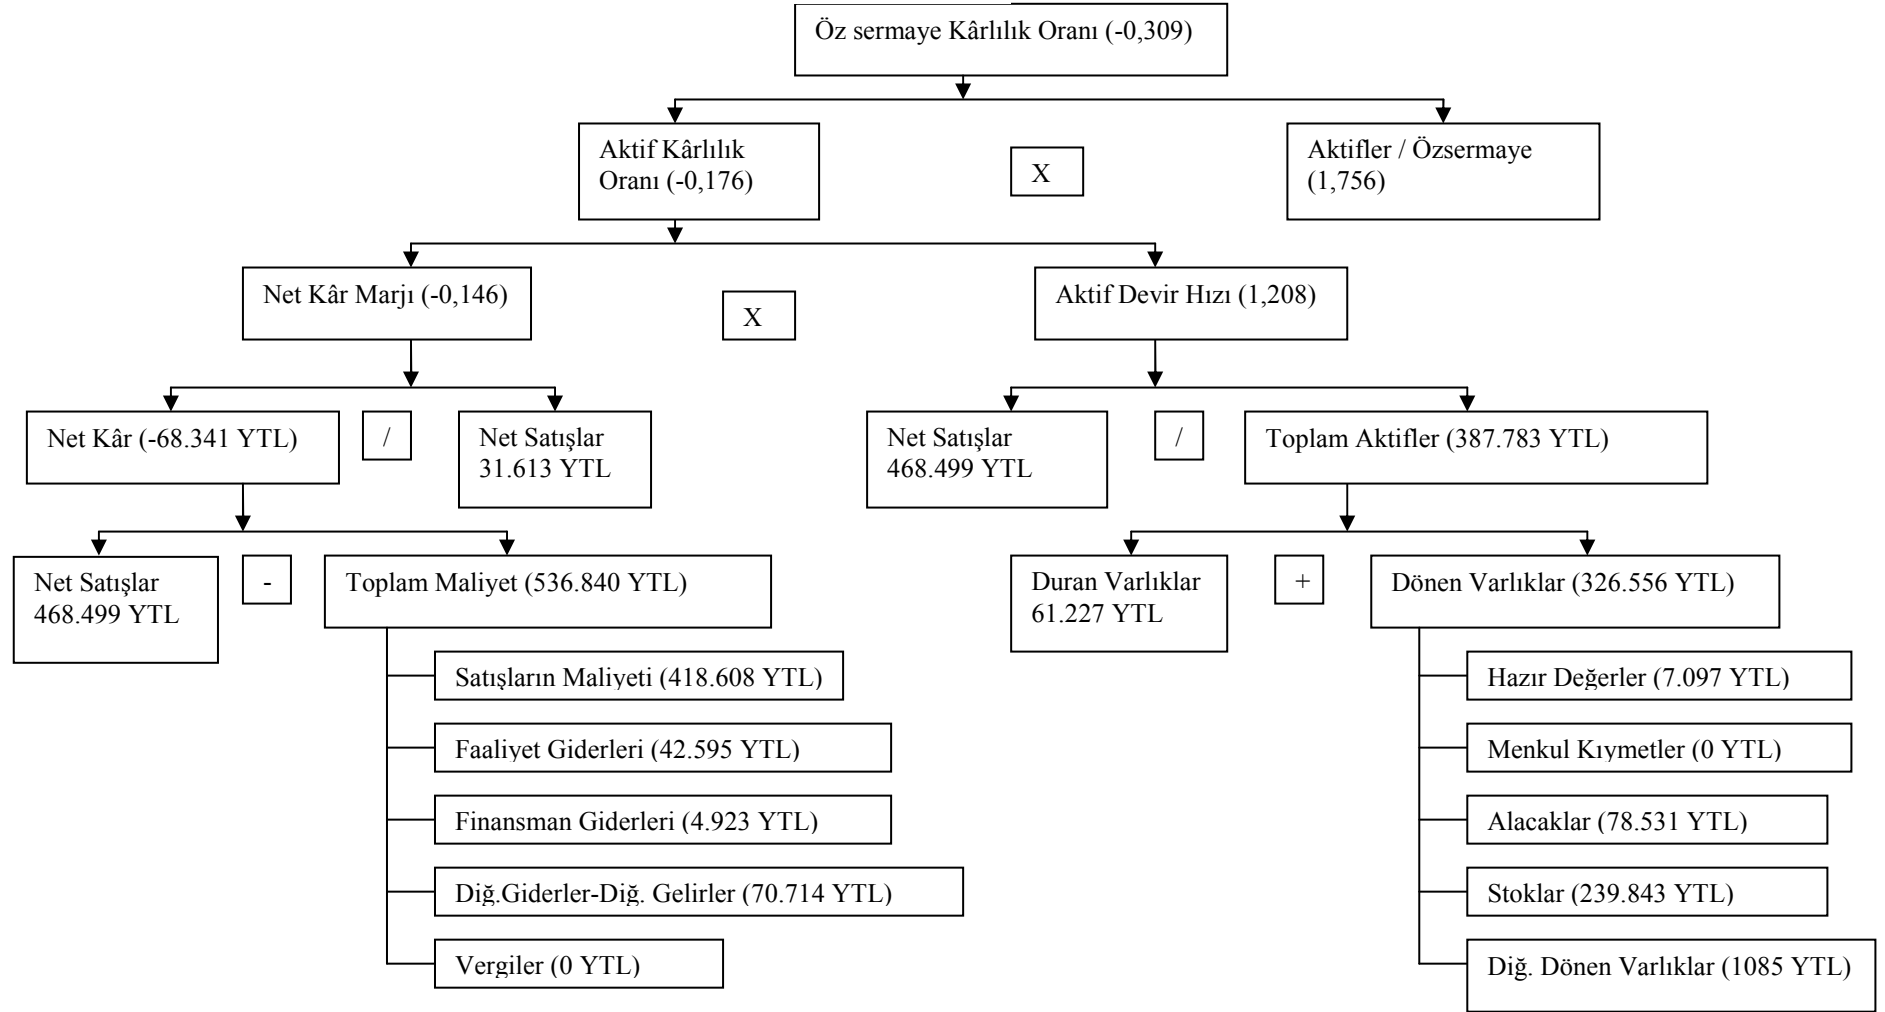 Öz sermaye Kârlılık Oranı (-0,309)
Aktif Kârlılık
Oranı (-0,176)
X
Aktifler / Özsermaye
(1,756)
Net Kâr Marjı (-0,146)
X
Aktif Devir Hızı (1,208)
Net Kâr (-68.341 YTL)
/
Net Satışlar
31.613 YTL
Net Satışlar
468.499 YTL
/
Toplam Aktifler (387.783 YTL)
Net Satışlar
468.499 YTL
-
Toplam Maliyet (536.840 YTL)
Duran Varlıklar
61.227 YTL
+
Dönen Varlıklar (326.556 YTL)
Satışların Maliyeti (418.608 YTL)
Faaliyet Giderleri (42.595 YTL)
Finansman Giderleri (4.923 YTL)
Diğ.Giderler-Diğ. Gelirler (70.714 YTL)
Vergiler (0 YTL)
Hazır Değerler (7.097 YTL)
Menkul Kıymetler (0 YTL)
Alacaklar (78.531 YTL)
Stoklar (239.843 YTL)
Diğ. Dönen Varlıklar (1085 YTL)